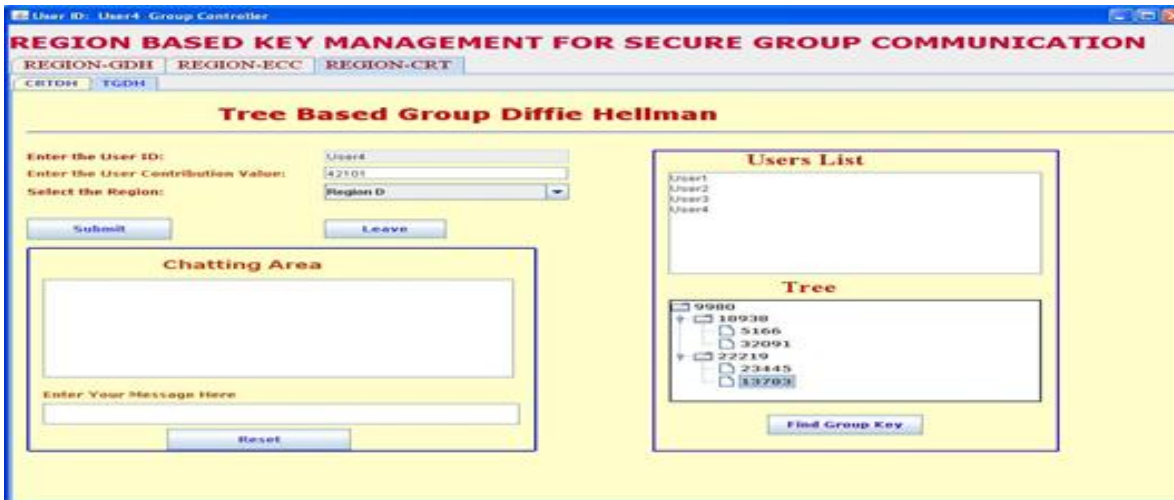 User ID: User4 Group Controller
REGION BASED KEY MANAGEMENT FOR SECURE GROUP COMMUNICATION
REGION-GDH REGION-ECC REGION-CRT
CRTDH TGDH
Tree Based Group Diffie Hellman
Enter the User ID: User4
Enter the User Contribution Value: 42101
Select the Region: Region D
Submit Leave
Chatting Area
Enter Your Message Here
Reset
Users List
User1
User2
User3
User4
Tree
9980
18938
5166
32091
22219
23445
13703
Find Group Key